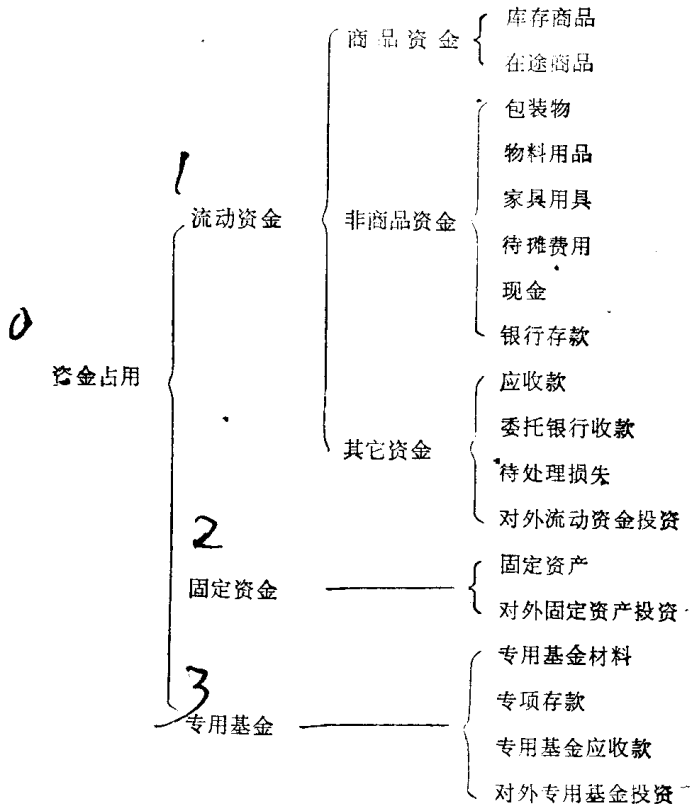 商品资金
库存商品
在途商品
1
流动资金
非商品资金
包装物
物料用品
家具用具
待摊费用
现金
银行存款
0
资金占用
其它资金
应收款
委托银行收款
待处理损失
对外流动资金投资
2
固定资金
固定资产
对外固定资产投资
3
专用基金
专用基金材料
专项存款
专用基金应收款
对外专用基金投资